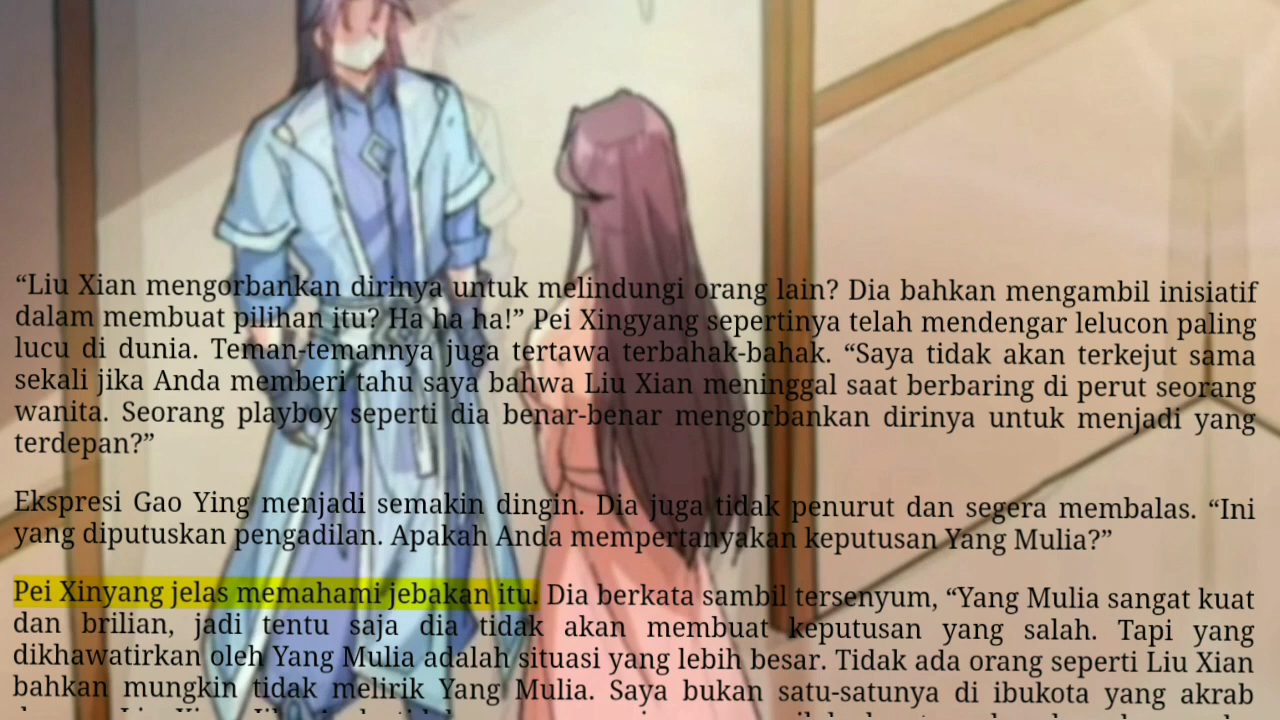 “Liu Xian mengorbankan dirinya untuk melindungi orang lain? Dia bahkan mengambil inisiatif
dalam membuat pilihan itu? Ha ha ha!” Pei Xingyang sepertinya telah mendengar lelucon paling
lucu di dunia. Teman-temannya juga tertawa terbahak-bahak. “Saya tidak akan terkejut sama
sekali jika Anda memberi tahu saya bahwa Liu Xian meninggal saat berbaring di perut seorang
wanita. Seorang playboy seperti dia benar-benar mengorbankan dirinya untuk menjadi yang
terdepan?”
Ekspresi Gao Ying menjadi semakin dingin. Dia juga tidak penurut dan segera membalas. “Ini
yang diputuskan pengadilan. Apakah Anda mempertanyakan keputusan Yang Mulia?”
Pei Xinyang jelas memahami jebakan itu. Dia berkata sambil tersenyum, “Yang Mulia sangat kuat
dan brilian, jadi tentu saja dia tidak akan membuat keputusan yang salah. Tapi yang
dikhawatirkan oleh Yang Mulia adalah situasi yang lebih besar. Tidak ada orang seperti Liu Xian
bahkan mungkin tidak melirik Yang Mulia. Saya bukan satu-satunya di ibukota yang akrab